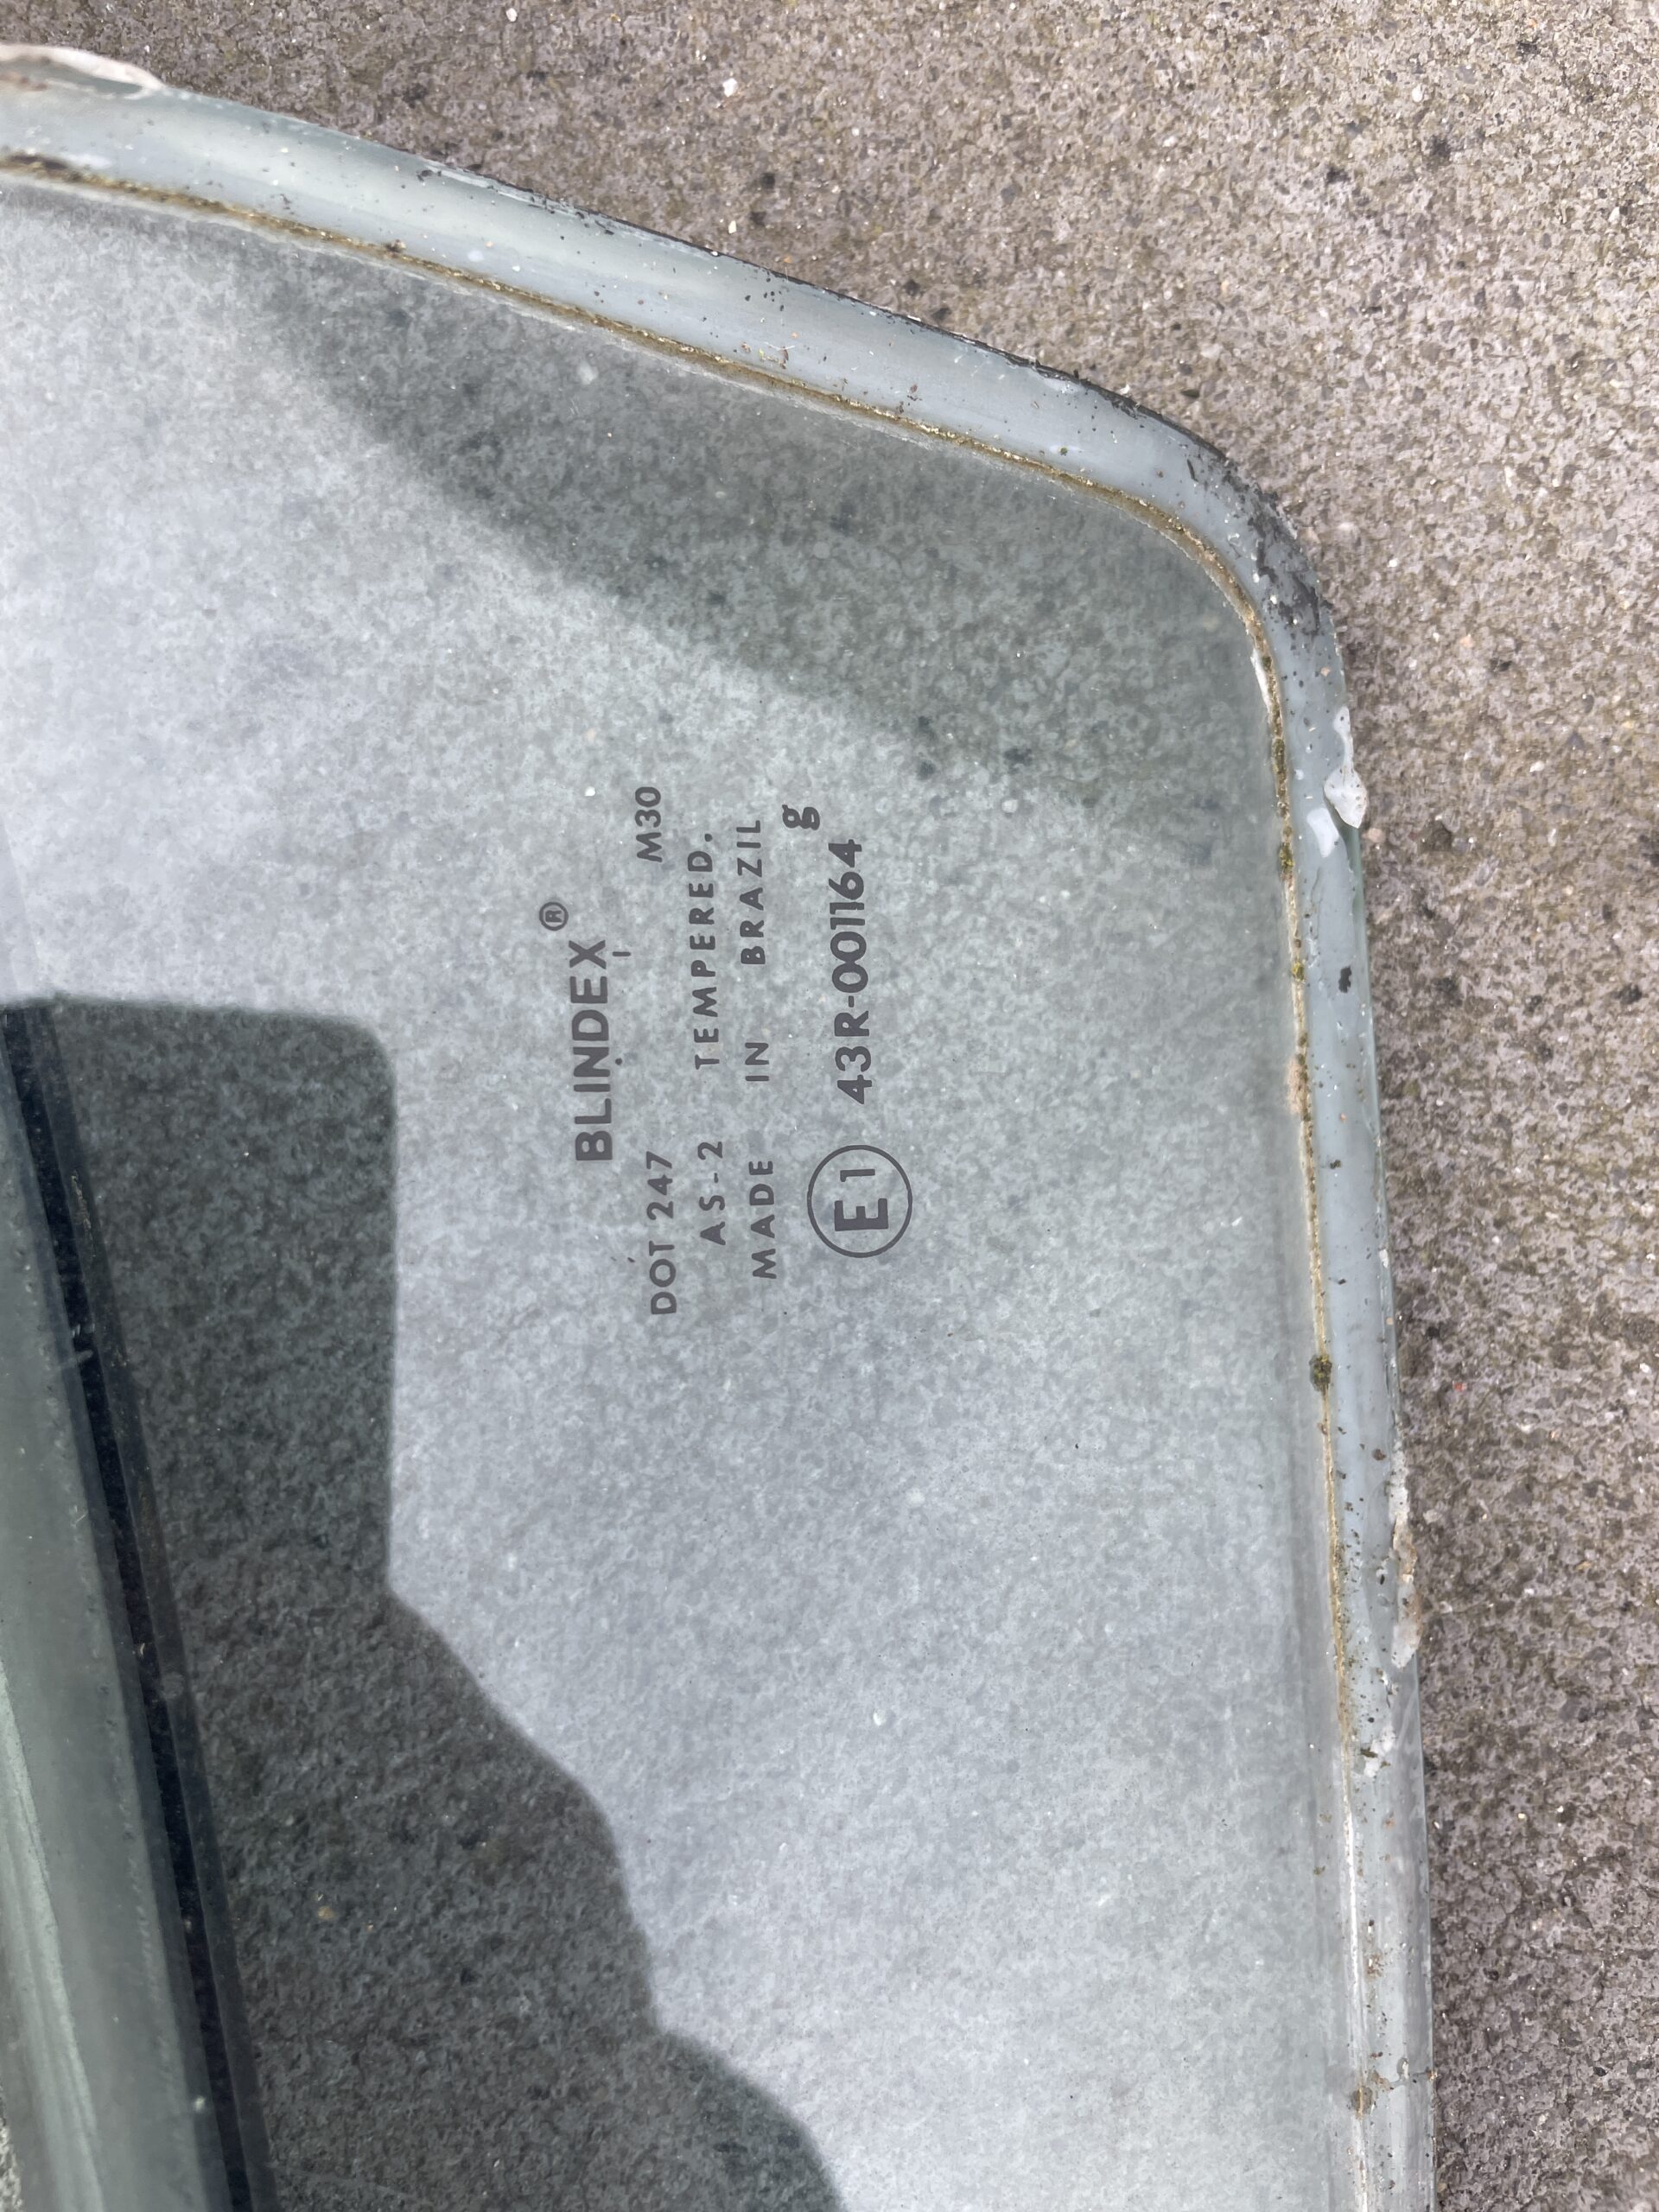 BLINDEX ®
DOT 247 M30
AS-2 TEMPERED.
MADE IN BRAZIL
g
E1 43R-001164